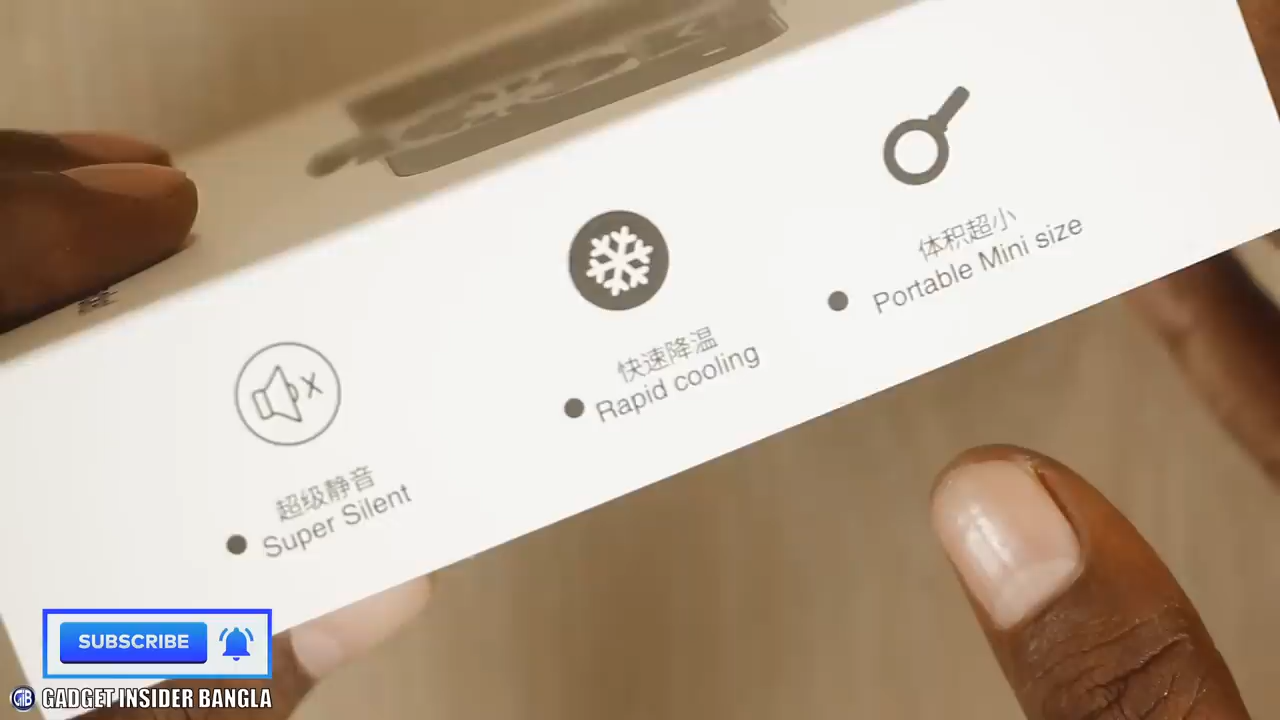 超级静音
Super Silent
快速降温
Rapid cooling
体积超小
Portable Mini size
SUBSCRIBE
GIB GADGET INSIDER BANGLA